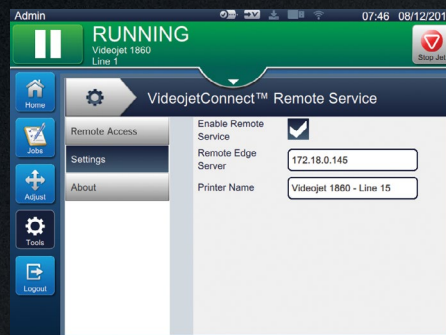 Admin
07:46 08/12/201
RUNNING
Videojet 1860
Line 1
Stop Jet
Home
VideojetConnect™ Remote Service
Jobs
Remote Access
Enable Remote
Service
Settings
Remote Edge
Server
172.18.0.145
About
Printer Name
Videojet 1860 - Line 15
Adjust
Tools
Logout